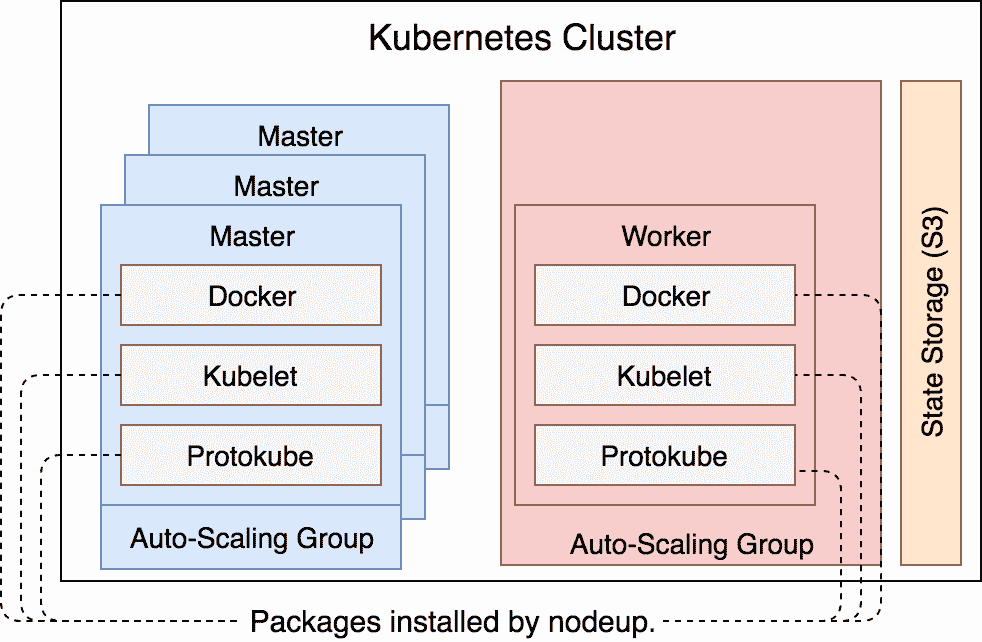 Kubernetes Cluster
Master
Master
Master
Docker
Kubelet
Protokube
Auto-Scaling Group
Worker
Docker
Kubelet
Protokube
Auto-Scaling Group
State Storage (S3)
Packages installed by nodeup.